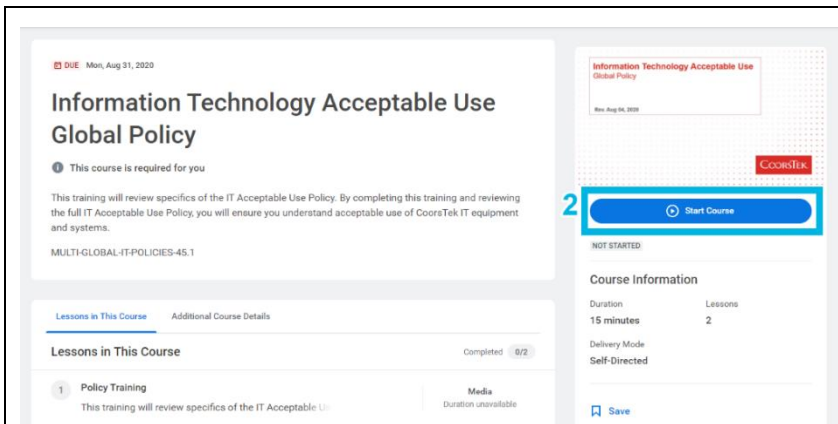 DUE Mon, Aug 31, 2020
Information Technology Acceptable Use
Global Policy
This course is required for you
This training will review specifics of the IT Acceptable Use Policy. By completing this training and reviewing
the full IT Acceptable Use Policy, you will ensure you understand acceptable use of CoorsTek IT equipment
and systems.
MULTI-GLOBAL-IT-POLICIES-45.1
Lessons in This Course Additional Course Details
Lessons in This Course Completed 0/2
1 Policy Training
This training will review specifics of the IT Acceptable
Media
Duration unavailable
Information Technology Acceptable Use
Global Policy
Rev. Aug 04, 2020
COORSTEK
2 Start Course
NOT STARTED
Course Information
Duration Lessons
15 minutes 2
Delivery Mode
Self-Directed
Save